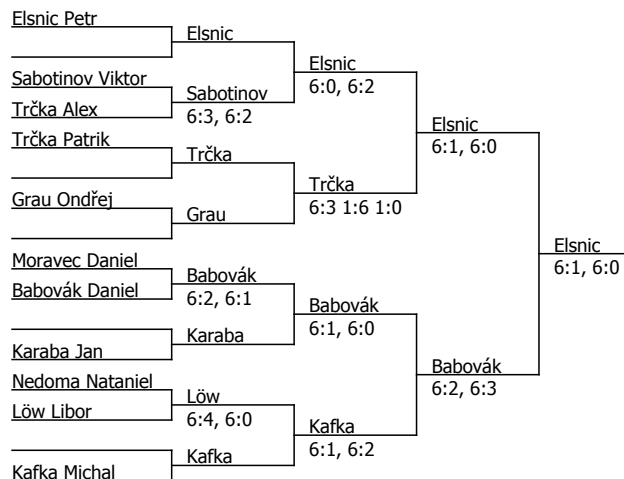 Elsnic Petr
Elsnic
Sabotinov Viktor
Trčka Alex
Sabotinov
6:3, 6:2
Elsnic
6:0, 6:2
Trčka Patrik
Trčka
Grau Ondřej
Grau
Trčka
6:3 1:6 1:0
Elsnic
6:1, 6:0
Moravec Daniel
Babovák Daniel
Babovák
6:2, 6:1
Karaba Jan
Karaba
Babovák
6:1, 6:0
Nedoma Nataniel
Löw Libor
Löw
6:4, 6:0
Kafka Michal
Kafka
Kafka
6:1, 6:2
Babovák
6:2, 6:3
Elsnic
6:1, 6:0